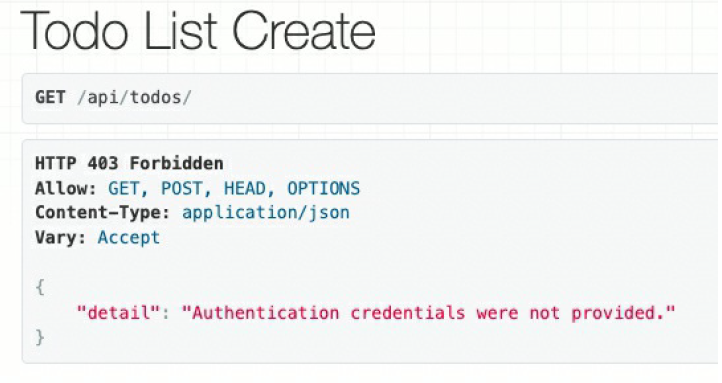 Todo List Create
GET /api/todos/
HTTP 403 Forbidden
Allow: GET, POST, HEAD, OPTIONS
Content-Type: application/json
Vary: Accept
{
"detail": "Authentication credentials were not provided."
}